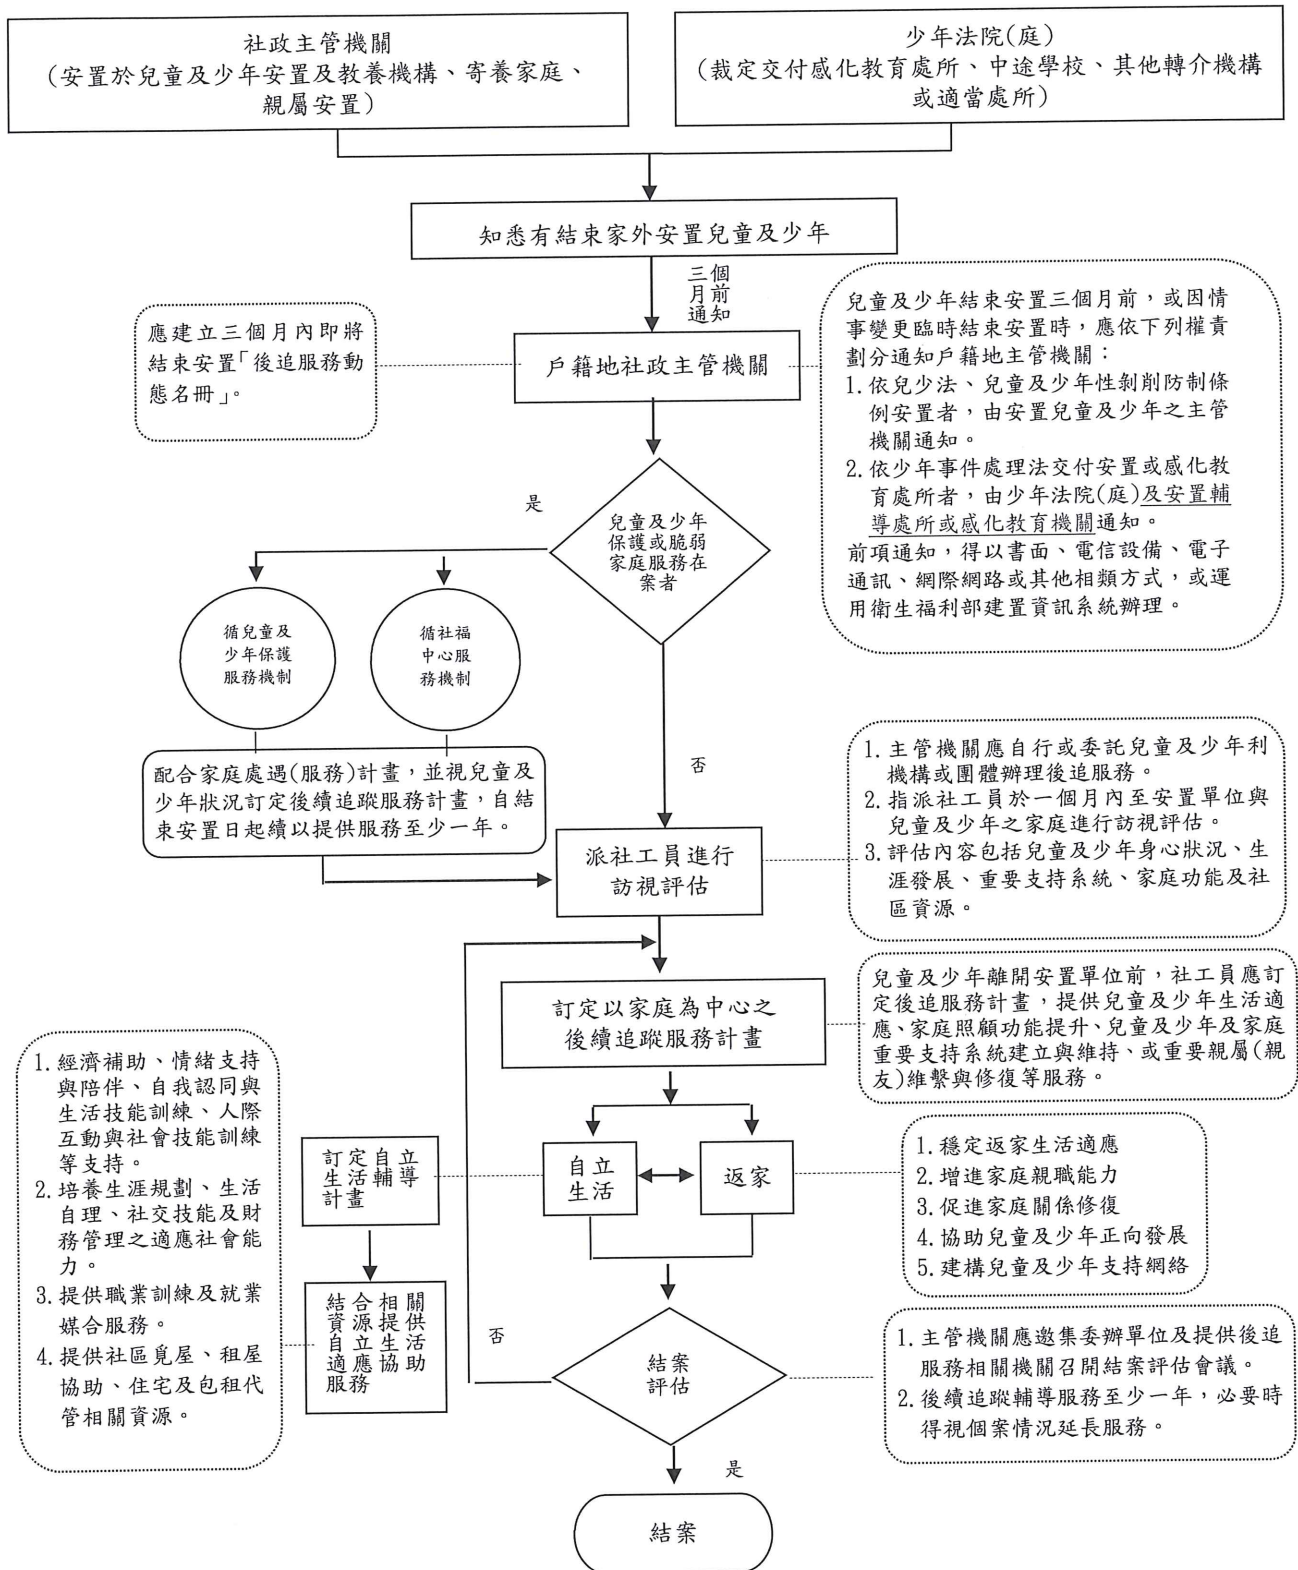 社政主管機關
(安置於兒童及少年安置及教養機構、寄養家庭、
親屬安置)
少年法院(庭)
(裁定交付感化教育處所、中途學校、其他轉介機構
或適當處所)
知悉有結束家外安置兒童及少年
三個
月前
通知
應建立三個月內即將
結束安置「後追服務動
態名冊」。
戶籍地社政主管機關
兒童及少年結束安置三個月前，或因情
事變更臨時結束安置時，應依下列權責
劃分通知戶籍地主管機關：
1. 依兒少法、兒童及少年性剝削防制條
例安置者，由安置兒童及少年之主管
機關通知。
2. 依少年事件處理法交付安置或感化教
育處所者，由少年法院(庭)及安置輔
導處所或感化教育機關通知。
前項通知，得以書面、電信設備、電子
通訊、網際網路或其他相類方式，或運
用衛生福利部建置資訊系統辦理。
是
兒童及少年
保護或脆弱
家庭服務在
案者
循兒童及
少年保護
服務機制
循社福
中心服
務機制
配合家庭處遇(服務)計畫，並視兒童及
少年狀況訂定後續追蹤服務計畫，自結
束安置日起續以提供服務至少一年。
否
派社工員進行
訪視評估
1. 主管機關應自行或委託兒童及少年利
機構或團體辦理後追服務。
2. 指派社工員於一個月內至安置單位與
兒童及少年之家庭進行訪視評估。
3. 評估內容包括兒童及少年身心狀況、生
涯發展、重要支持系統、家庭功能及社
區資源。
訂定以家庭為中心之
後續追蹤服務計畫
兒童及少年離開安置單位前，社工員應訂
定後追服務計畫，提供兒童及少年生活適
應、家庭照顧功能提升、兒童及少年及家庭
重要支持系統建立與維持、或重要親屬(親
友)維繫與修復等服務。
1. 經濟補助、情緒支持
與陪伴、自我認同與
生活技能訓練、人際
互動與社會技能訓練
等支持。
2. 培養生涯規劃、生活
自理、社交技能及財
務管理之適應社會能
力。
3. 提供職業訓練及就業
媒合服務。
4. 提供社區覓屋、租屋
協助、住宅及包租代
管相關資源。
訂定自立
生活輔導
計畫
結合相關
資源提供
自立生活
適應協助
服務
自立
生活
返家
1. 穩定返家生活適應
2. 增進家庭親職能力
3. 促進家庭關係修復
4. 協助兒童及少年正向發展
5. 建構兒童及少年支持網絡
否
結案
評估
1. 主管機關應邀集委辦單位及提供後追
服務相關機關召開結案評估會議。
2. 後續追蹤輔導服務至少一年，必要時
得視個案情況延長服務。
是
結案